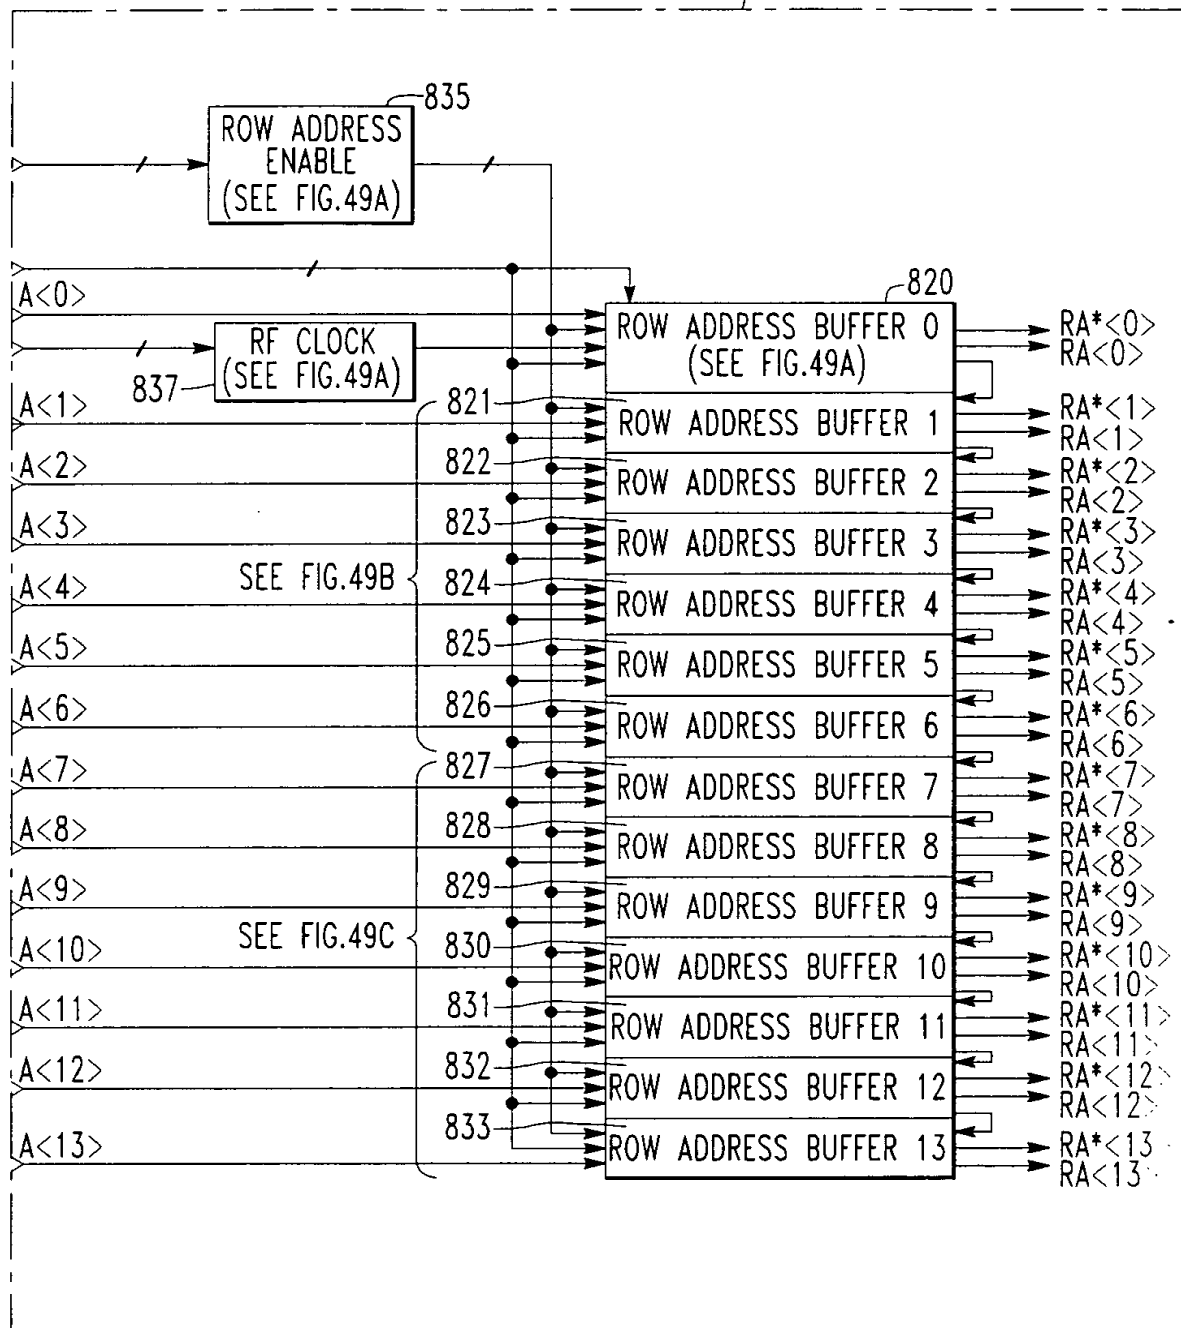 835
ROW ADDRESS
ENABLE
(SEE FIG.49A)
820
A<0>
ROW ADDRESS BUFFER 0
(SEE FIG.49A)
RA*<0>
RA<0>
RF CLOCK
(SEE FIG.49A)
837
A<1>
821
ROW ADDRESS BUFFER 1
RA*<1>
RA<1>
A<2>
822
ROW ADDRESS BUFFER 2
RA*<2>
RA<2>
A<3>
823
ROW ADDRESS BUFFER 3
RA*<3>
RA<3>
SEE FIG.49B
A<4>
824
ROW ADDRESS BUFFER 4
RA*<4>
RA<4>
A<5>
825
ROW ADDRESS BUFFER 5
RA*<5>
RA<5>
A<6>
826
ROW ADDRESS BUFFER 6
RA*<6>
RA<6>
A<7>
827
ROW ADDRESS BUFFER 7
RA*<7>
RA<7>
A<8>
828
ROW ADDRESS BUFFER 8
RA*<8>
RA<8>
A<9>
829
ROW ADDRESS BUFFER 9
RA*<9>
RA<9>
SEE FIG.49C
A<10>
830
ROW ADDRESS BUFFER 10
RA*<10>
RA<10>
A<11>
831
ROW ADDRESS BUFFER 11
RA*<11>
RA<11>
A<12>
832
ROW ADDRESS BUFFER 12
RA*<12>
RA<12>
A<13>
833
ROW ADDRESS BUFFER 13
RA*<13
RA<13